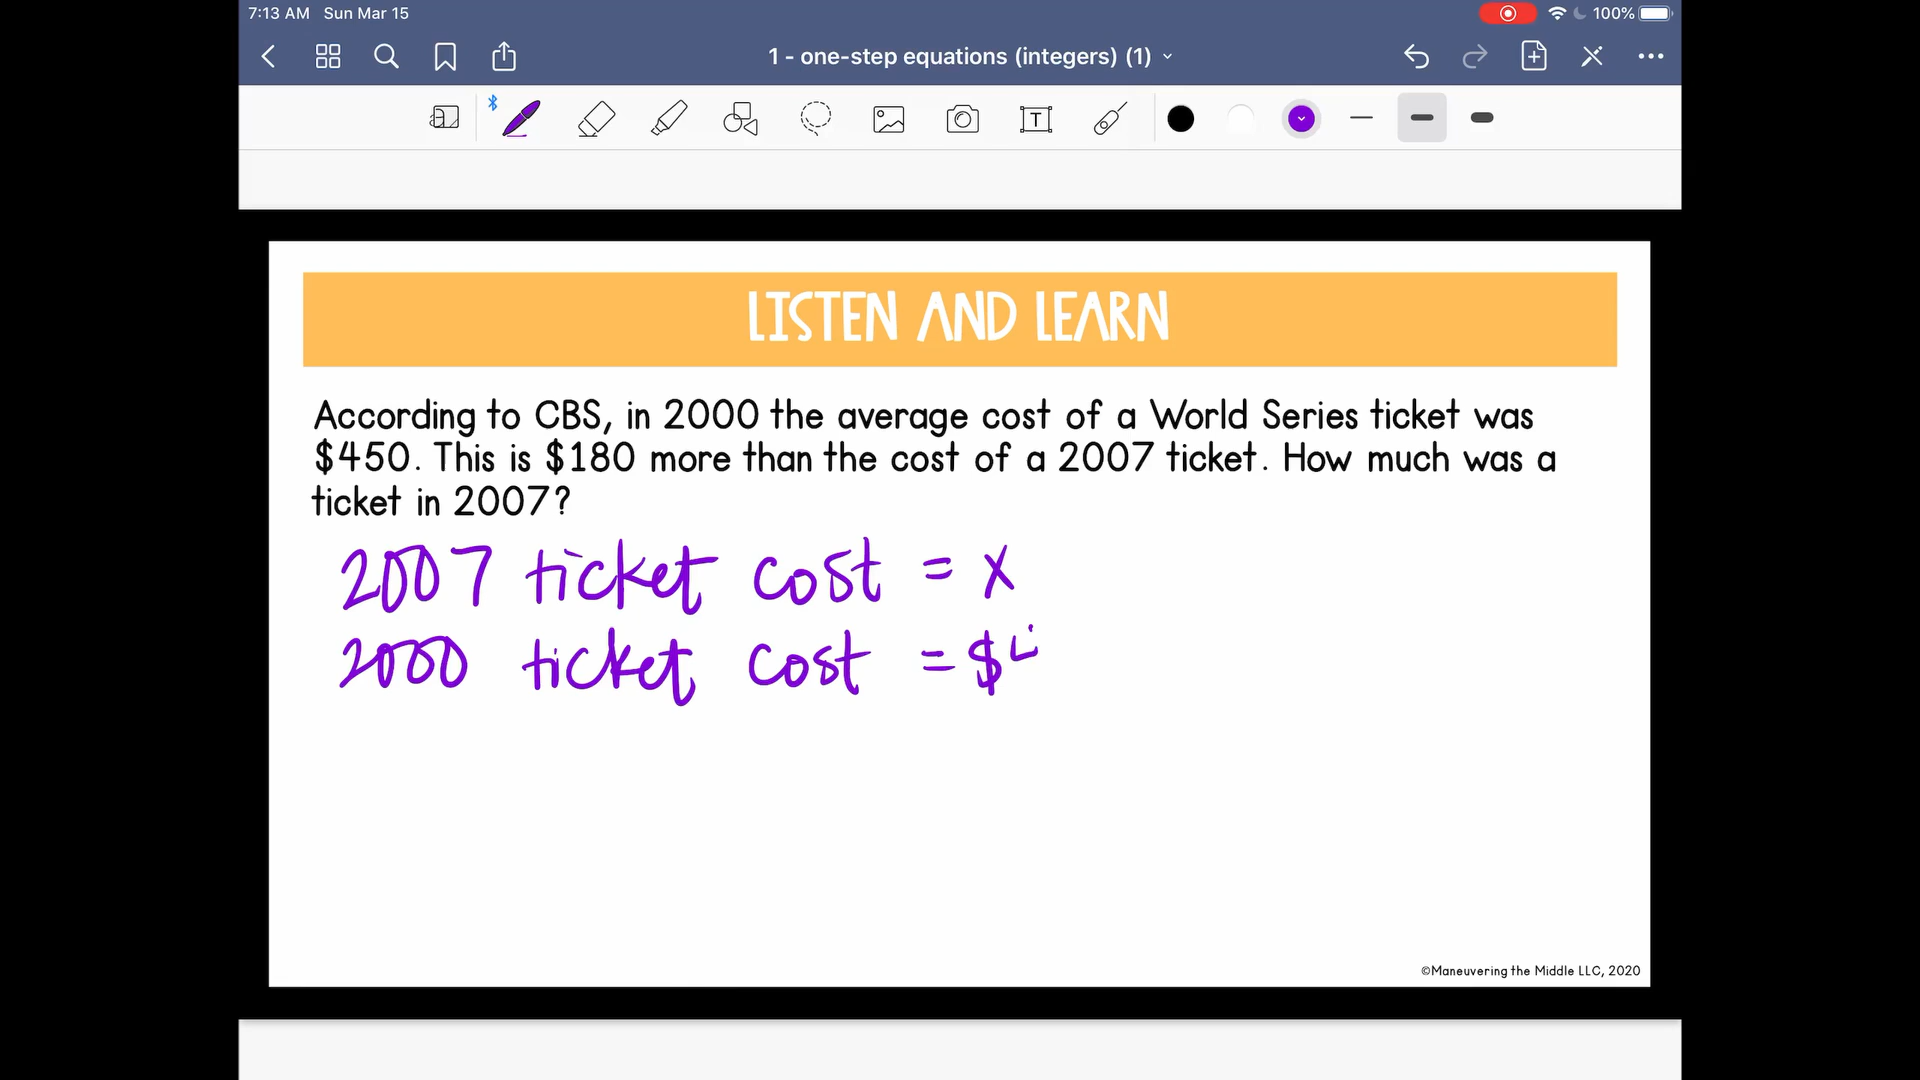 7:13 AM Sun Mar 15
100%
1 - one-step equations (integers) (1)
LISTEN AND LEARN
According to CBS, in 2000 the average cost of a World Series ticket was
$450. This is $180 more than the cost of a 2007 ticket. How much was a
ticket in 2007?
2007 ticket cost = x
2000 ticket cost = $
©Maneuvering the Middle LLC, 2020